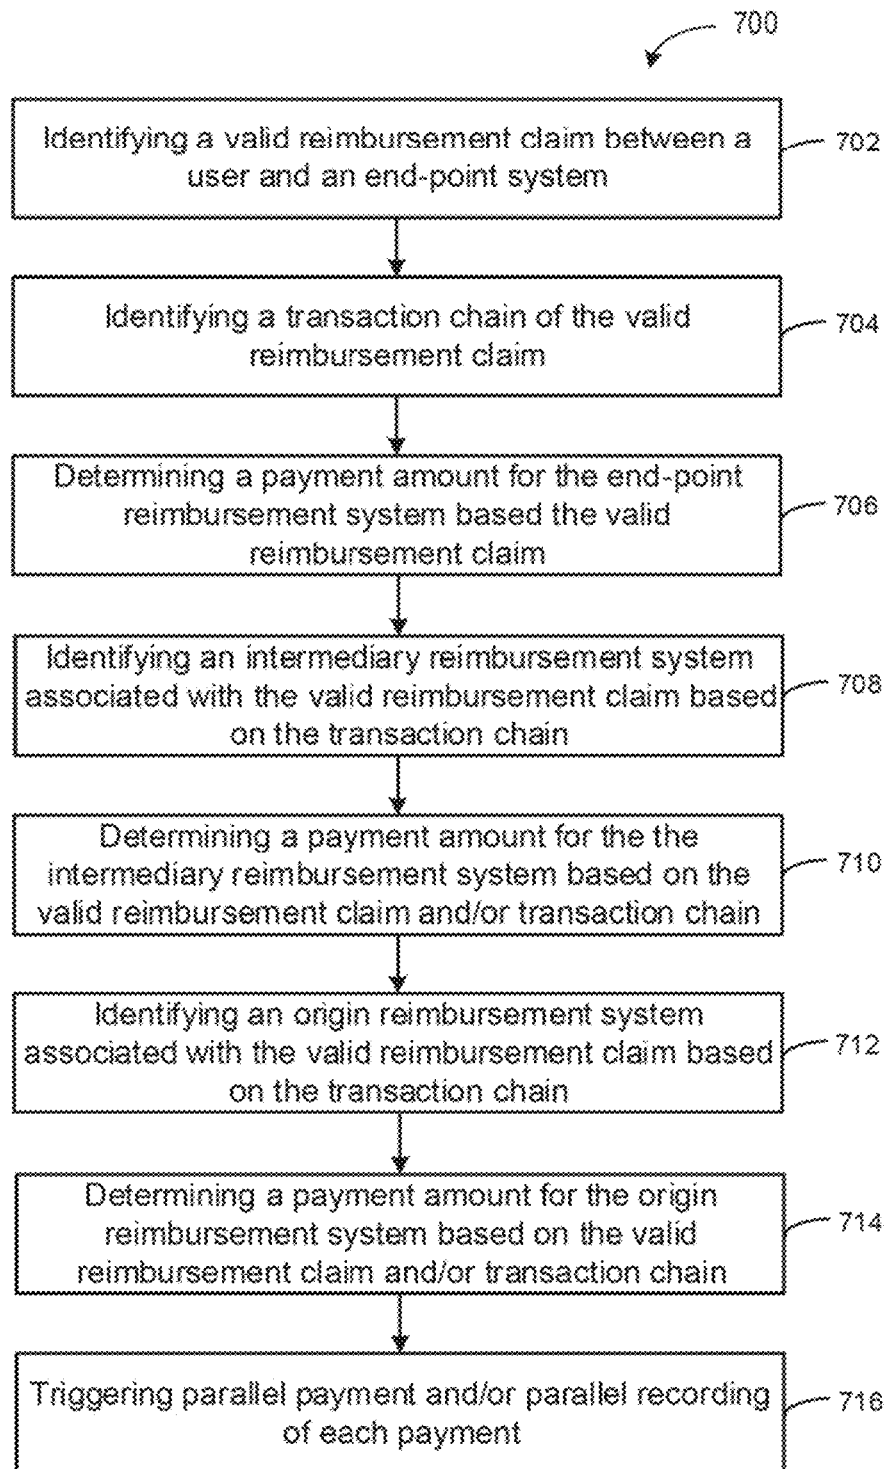 700
Identifying a valid reimbursement claim between a
user and an end-point system
702
Identifying a transaction chain of the valid
reimbursement claim
704
Determining a payment amount for the end-point
reimbursement system based the valid
reimbursement claim
706
Identifying an intermediary reimbursement system
associated with the valid reimbursement claim based
on the transaction chain
708
Determining a payment amount for the the
intermediary reimbursement system based on the
valid reimbursement claim and/or transaction chain
710
Identifying an origin reimbursement system
associated with the valid reimbursement claim based
on the transaction chain
712
Determining a payment amount for the origin
reimbursement system based on the valid
reimbursement claim and/or transaction chain
714
Triggering parallel payment and/or parallel recording
of each payment
716